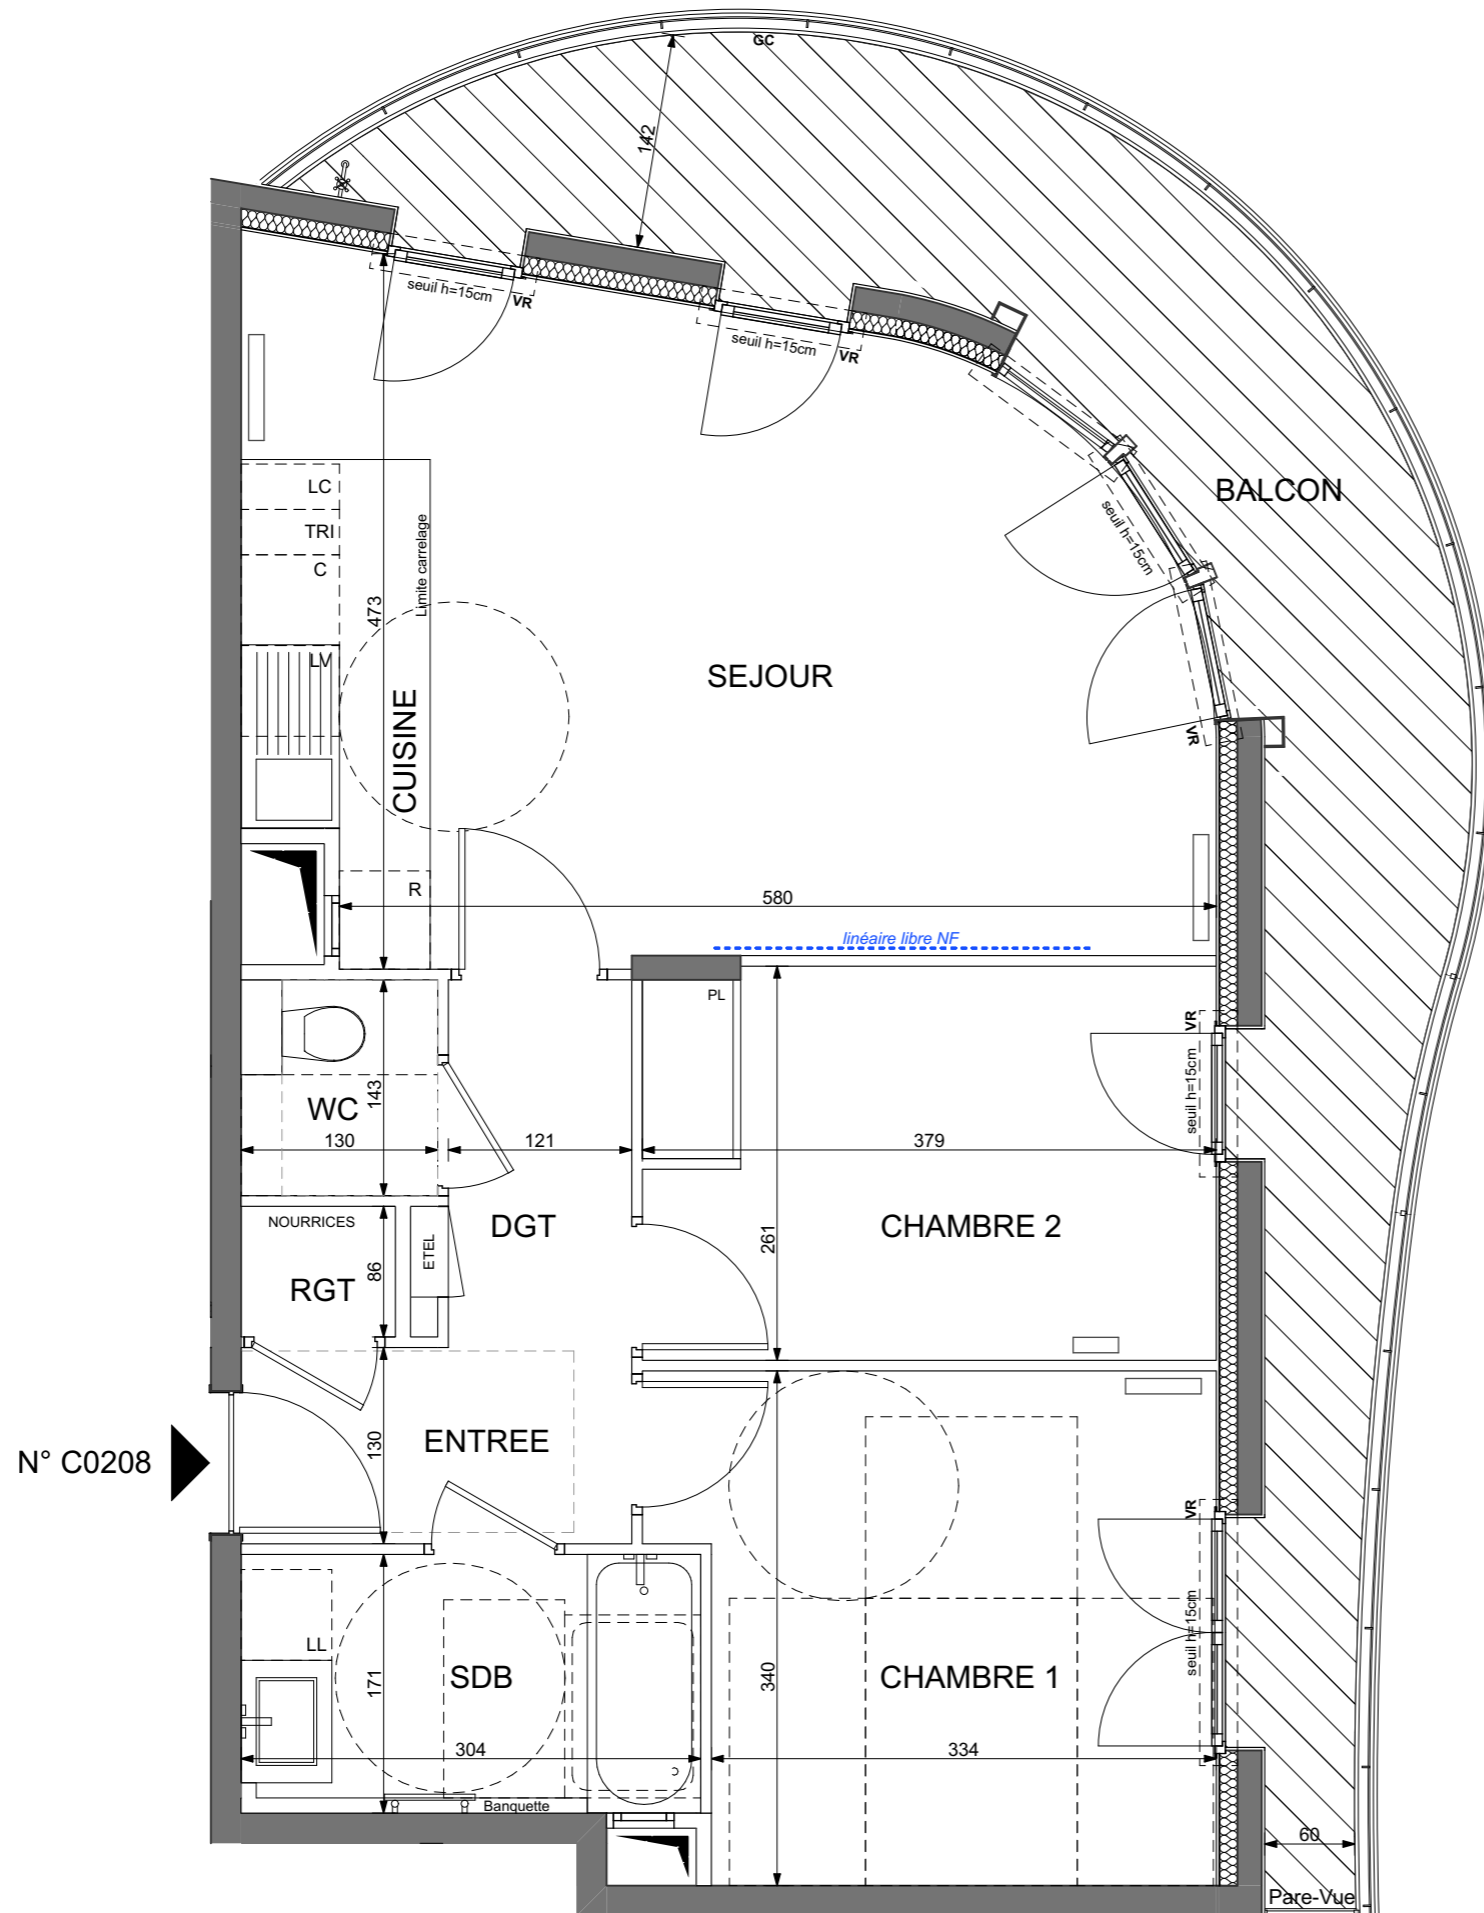 GC
142
seuil h=15cm
VR
seuil h=15cm
VR
LC
TRI
C
Limite carrelage
BALCON
seuil h=15cm
473
LV
SEJOUR
CUISINE
VR
R
580
linéaire libre NF
PL
VR
seuil h=15cm
143
WC
130
121
379
NOURRICES
DGT
CHAMBRE 2
261
ETEL
86
RGT
130
ENTREE
N° C0208
VR
seuil h=15cm
LL
171
SDB
340
CHAMBRE 1
304
334
Banquette
60
Pare-Vue